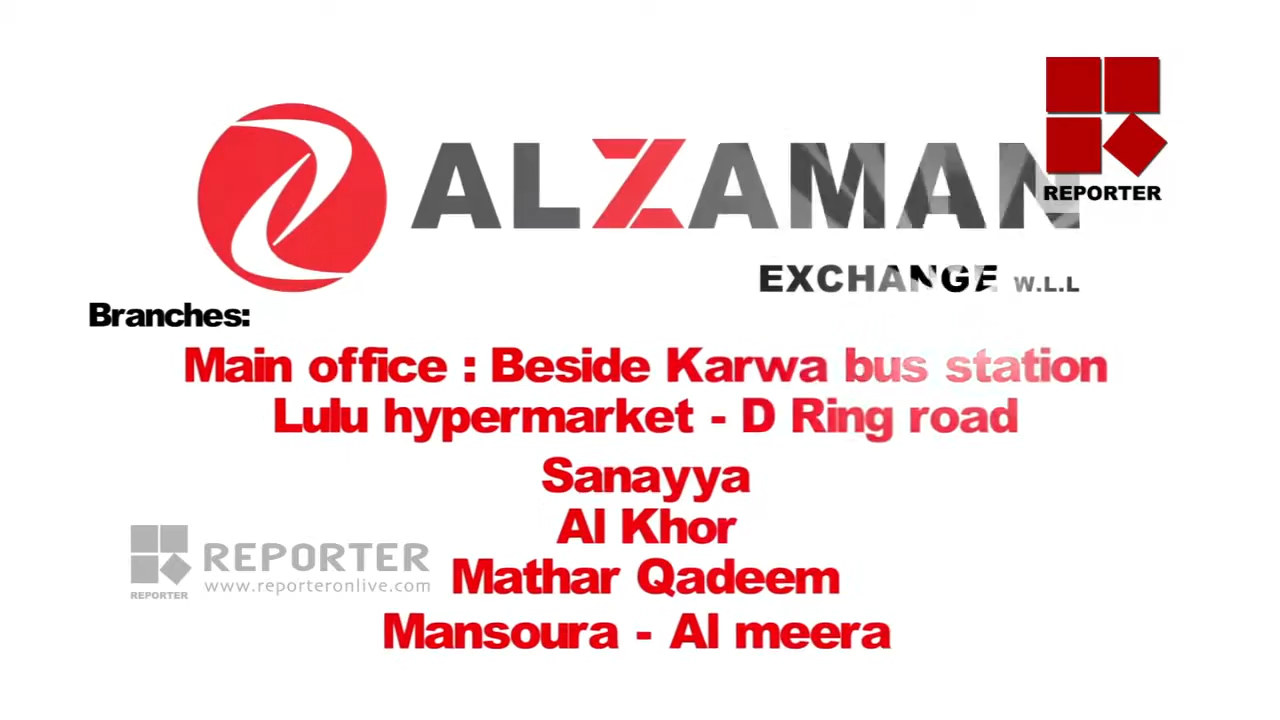 ALZAMAN
REPORTER
EXCHANGE W.L.L
Branches:
Main office : Beside Karwa bus station
Lulu hypermarket - D Ring road
Sanayya
Al Khor
REPORTER
www.reporteronlive.com
REPORTER
Mathar Qadeem
Mansoura - Al meera